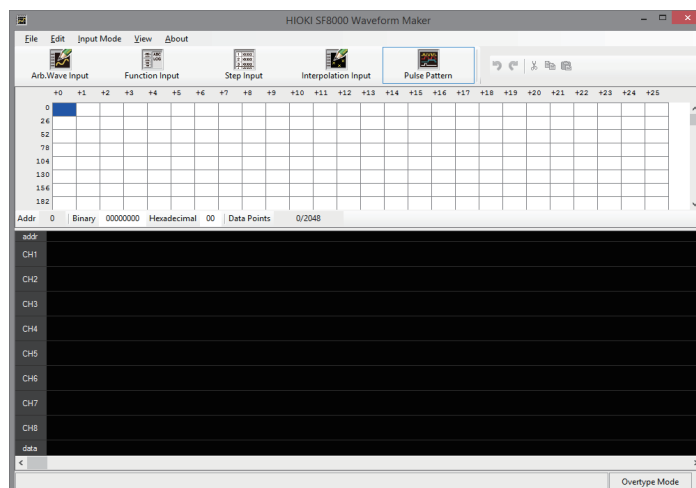 HIOKI SF8000 Waveform Maker
File Edit Input Mode View About
Arb.Wave Input Function Input Step Input Interpolation Input Pulse Pattern
+0 +1 +2 +3 +4 +5 +6 +7 +8 +9 +10 +11 +12 +13 +14 +15 +16 +17 +18 +19 +20 +21 +22 +23 +24 +25
0
26
52
78
104
130
156
182
Addr 0 Binary 00000000 Hexadecimal 00 Data Points 0/2048
addr
CH1
CH2
CH3
CH4
CH5
CH6
CH7
CH8
data
Overtype Mode